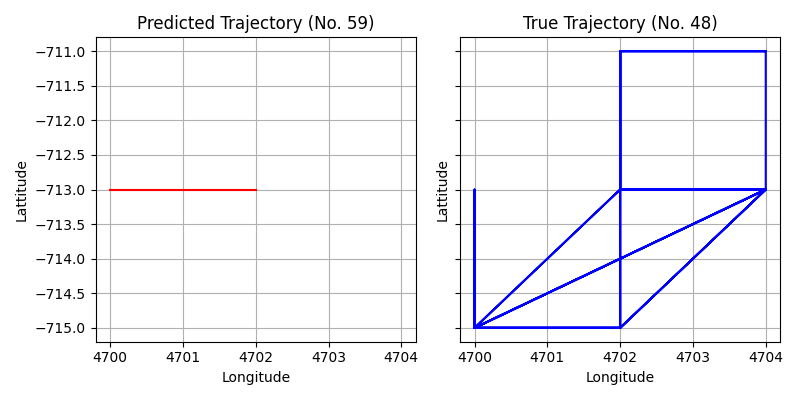 Predicted Trajectory (No. 59)
True Trajectory (No. 48)
−711.0
−711.5
−712.0
−712.5
−713.0
−713.5
−714.0
−714.5
−715.0
Lattitude
Lattitude
4700 4701 4702 4703 4704
4700 4701 4702 4703 4704
Longitude
Longitude